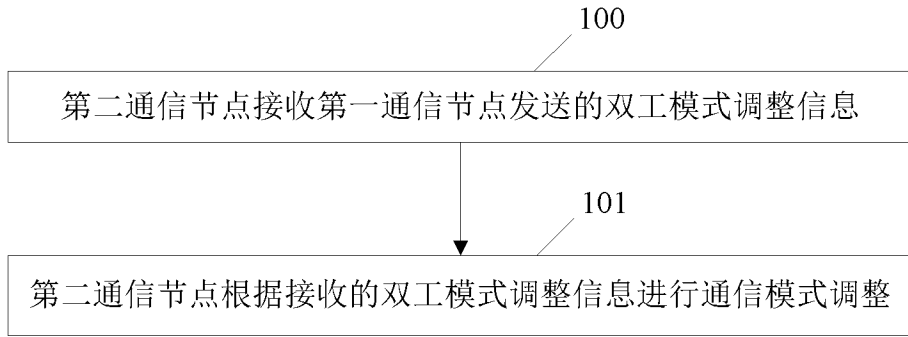 100
第二通信节点接收第一通信节点发送的双工模式调整信息
101
第二通信节点根据接收的双工模式调整信息进行通信模式调整